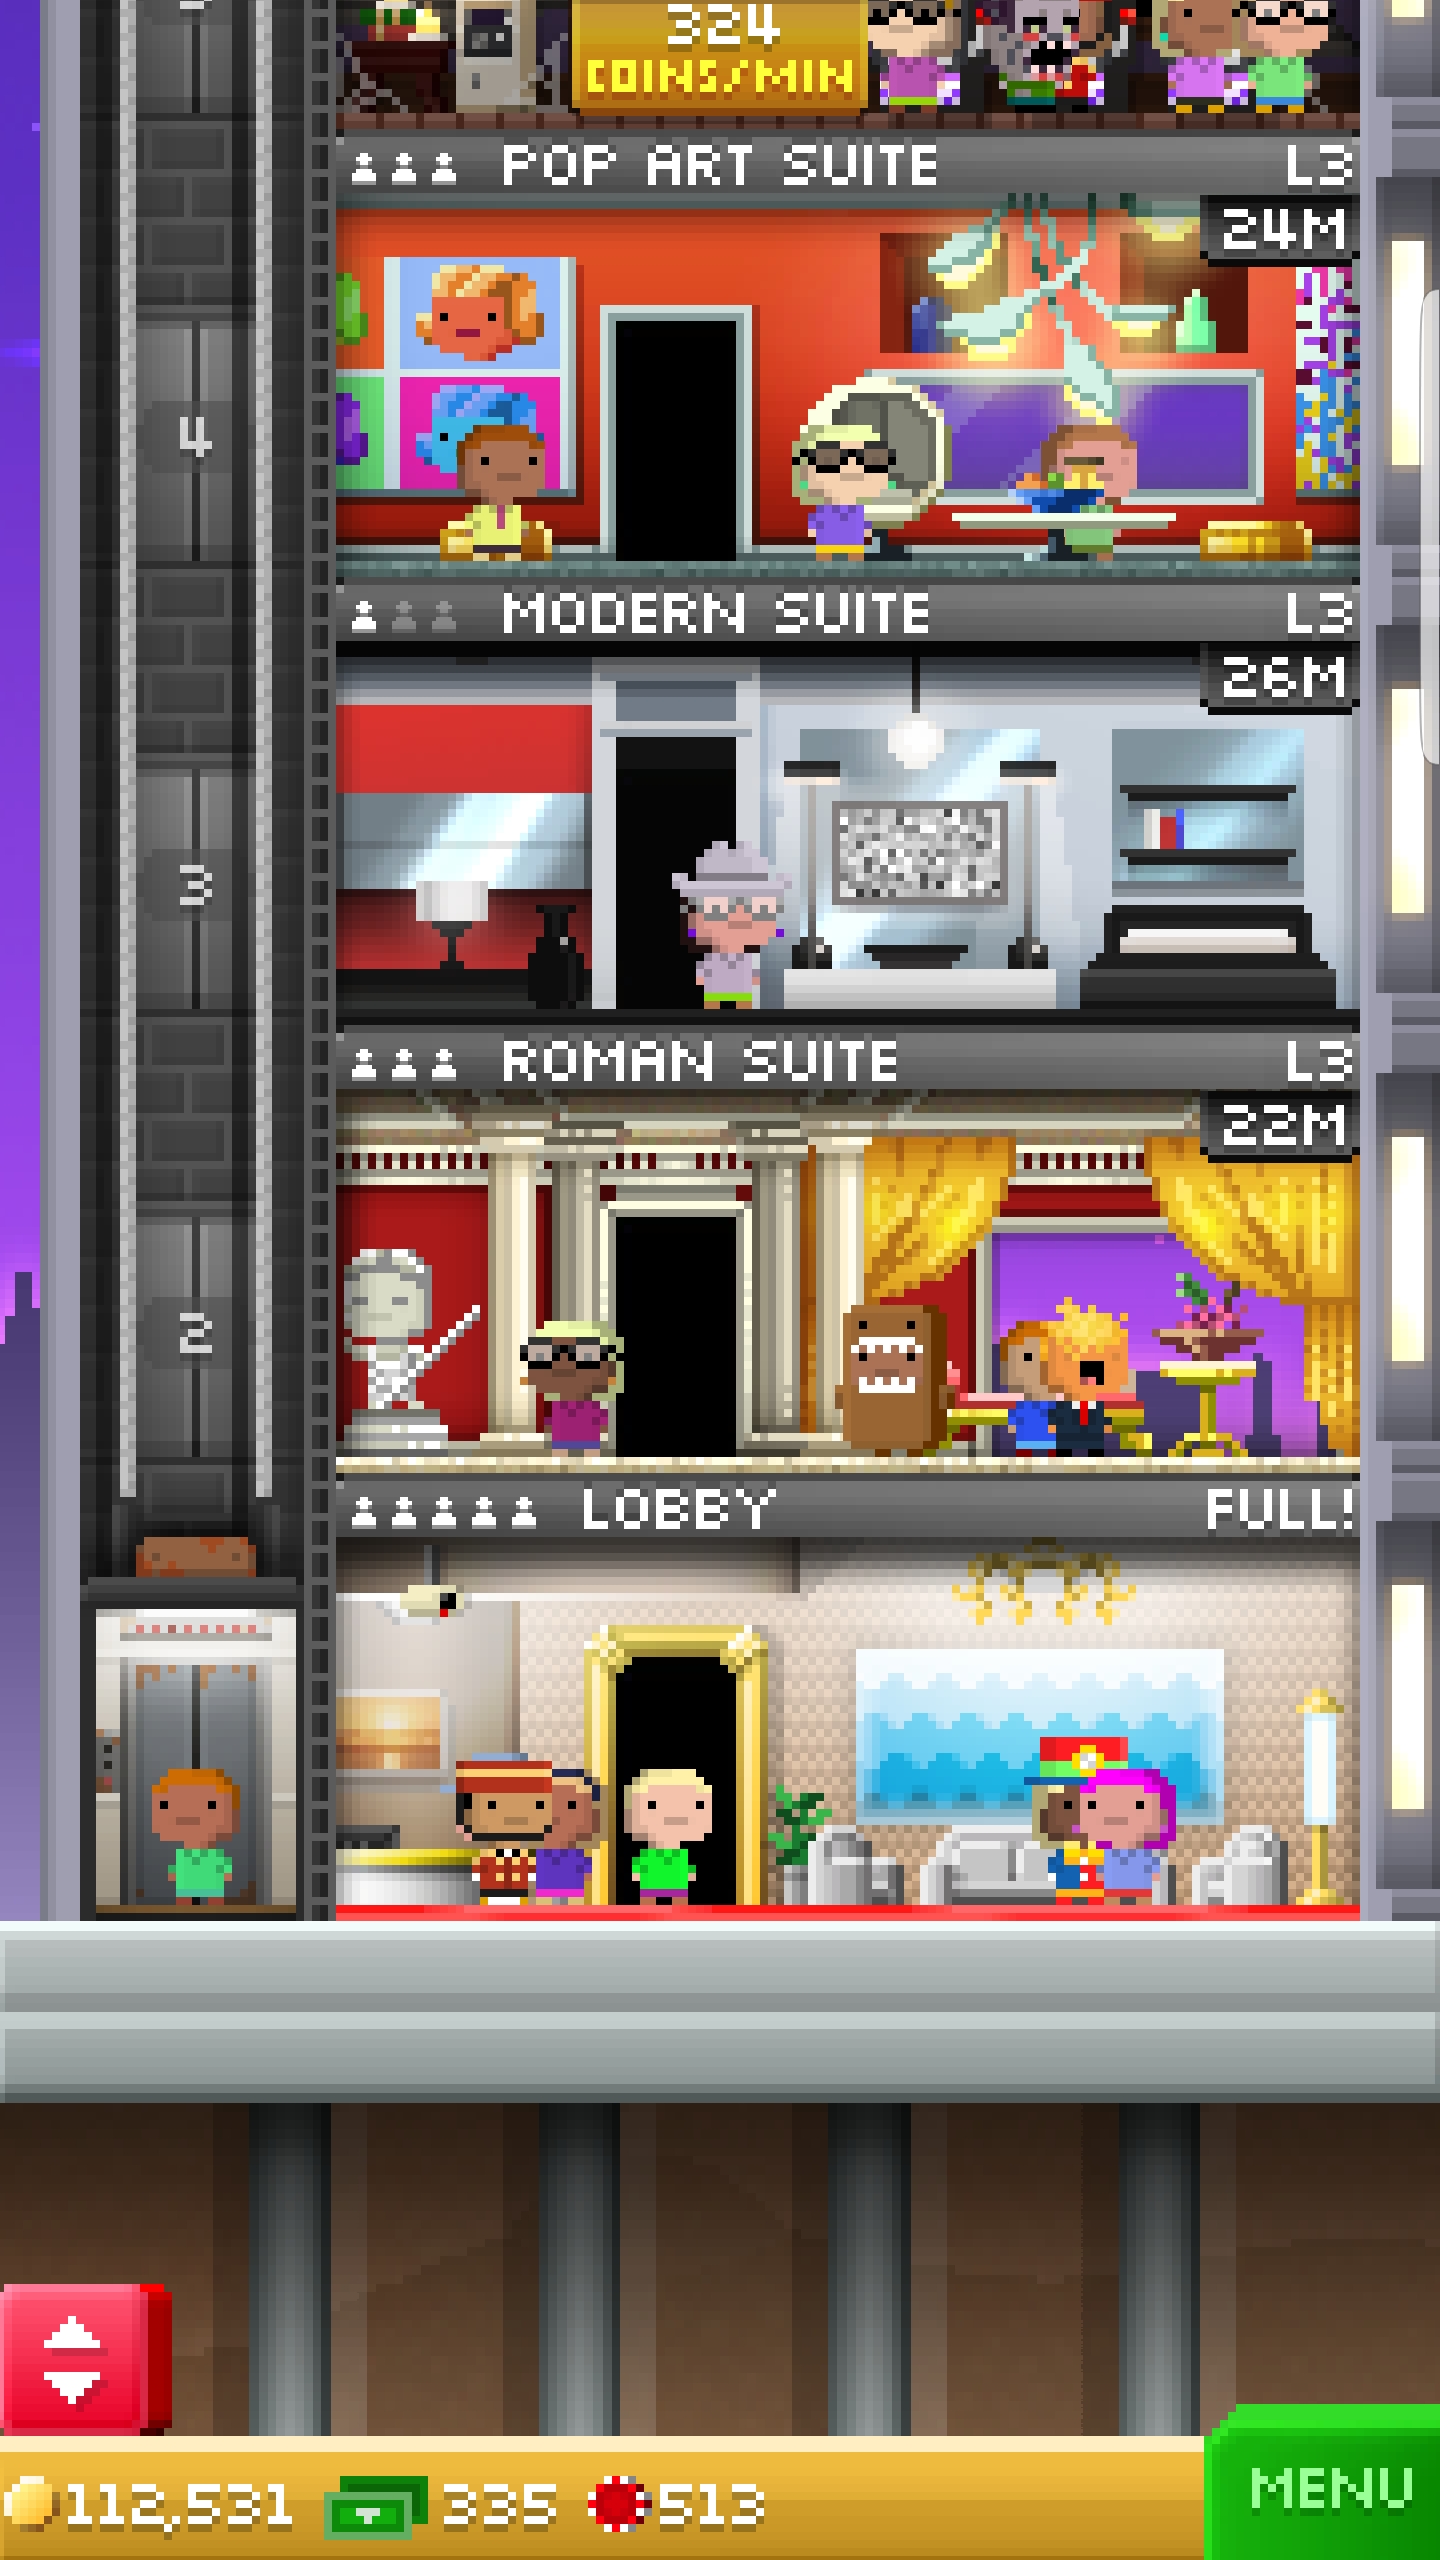 324
COINS/MIN
POP ART SUITE L3
24M
4
MODERN SUITE L3
26M
3
ROMAN SUITE L3
22M
2
LOBBY FULL!
112,531 335 513
MENU